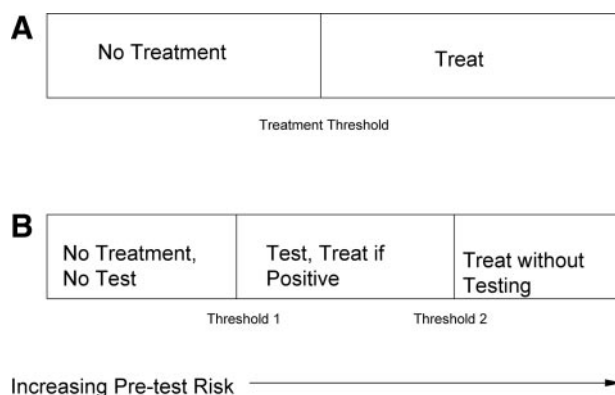 A
No Treatment
Treat
Treatment Threshold
B
No Treatment,
No Test
Test, Treat if
Positive
Treat without
Testing
Threshold 1
Threshold 2
Increasing Pre-test Risk